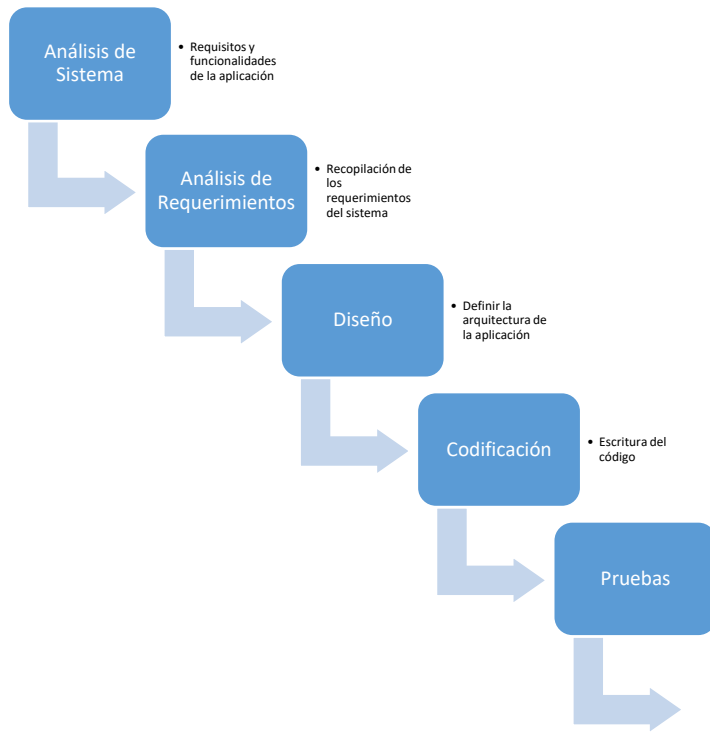 Análisis de
Sistema
• Requisitos y
funcionalidades
de la aplicación
Análisis de
Requerimientos
• Recopilación de
los
requerimientos
del sistema
Diseño
• Definir la
arquitectura de
la aplicación
Codificación
• Escritura del
código
Pruebas